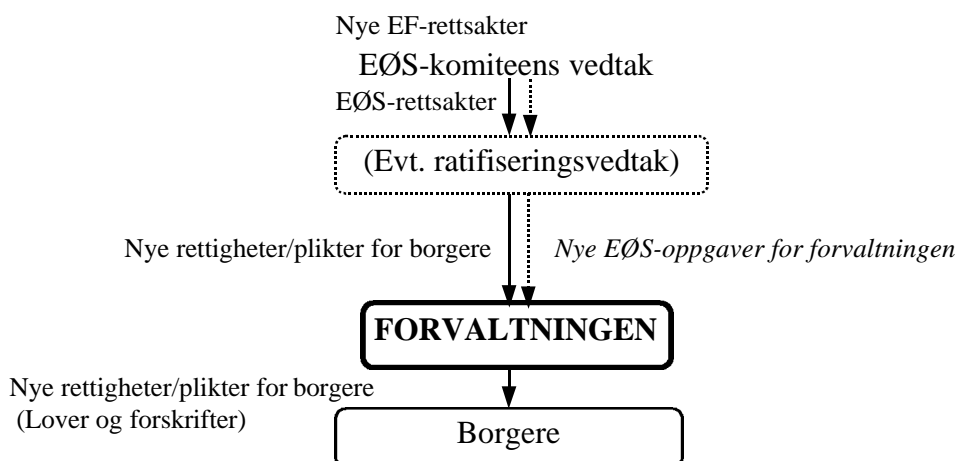 Nye EF-rettsakter
EØS-komiteens vedtak
EØS-rettsakter
(Evt. ratifiseringsvedtak)
Nye rettigheter/plikter for borgere
Nye EØS-oppgaver for forvaltningen
FORVALTNINGEN
Nye rettigheter/plikter for borgere
(Lover og forskrifter)
Borgere